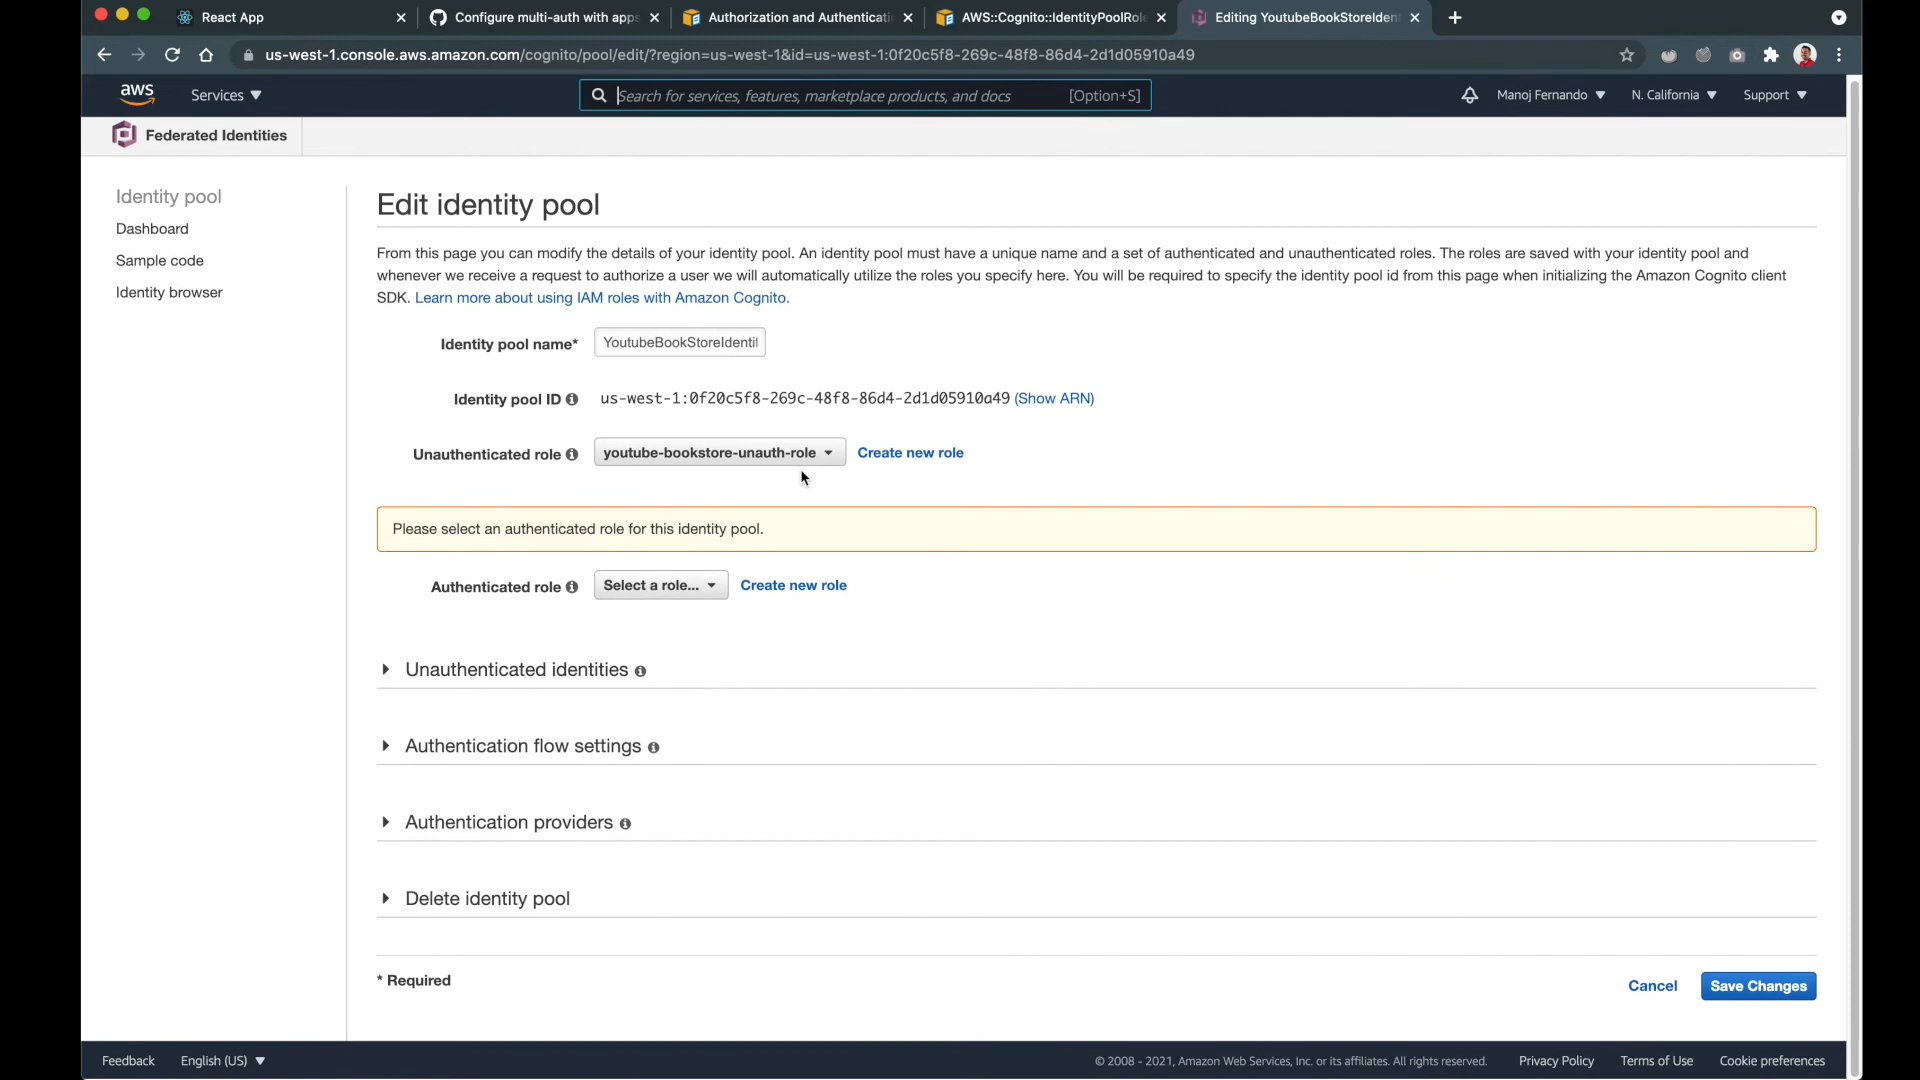 React App
Configure multi-auth with apps
Authorization and Authenticati
AWS::Cognito::IdentityPoolRol
Editing YoutubeBookStoreIden
us-west-1.console.aws.amazon.com/cognito/pool/edit/?region=us-west-1&id=us-west-1:0f20c5f8-269c-48f8-86d4-2d1d05910a49
aws
Services
Search for services, features, marketplace products, and docs
[Option+S]
Manoj Fernando
N. California
Support
Federated Identities
Identity pool
Dashboard
Sample code
Identity browser
Edit identity pool
From this page you can modify the details of your identity pool. An identity pool must have a unique name and a set of authenticated and unauthenticated roles. The roles are saved with your identity pool and
whenever we receive a request to authorize a user we will automatically utilize the roles you specify here. You will be required to specify the identity pool id from this page when initializing the Amazon Cognito client
SDK. Learn more about using IAM roles with Amazon Cognito.
Identity pool name* YoutubeBookStoreIdentit
Identity pool ID us-west-1:0f20c5f8-269c-48f8-86d4-2d1d05910a49 (Show ARN)
Unauthenticated role youtube-bookstore-unauth-role Create new role
Please select an authenticated role for this identity pool.
Authenticated role Select a role... Create new role
Unauthenticated identities
Authentication flow settings
Authentication providers
Delete identity pool
* Required
Cancel
Save Changes
Feedback
English (US)
© 2008 - 2021, Amazon Web Services, Inc. or its affiliates. All rights reserved.
Privacy Policy
Terms of Use
Cookie preferences